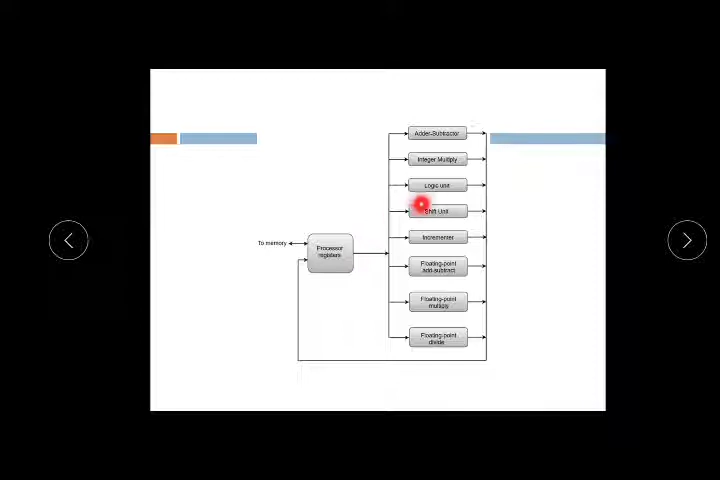 Adder-Subtractor
Integer Multiply
Logic unit
Shift Unit
Incrementer
Floating-point
add-subtract
Floating-point
multiply
Floating-point
divide
To memory
Processor
registers